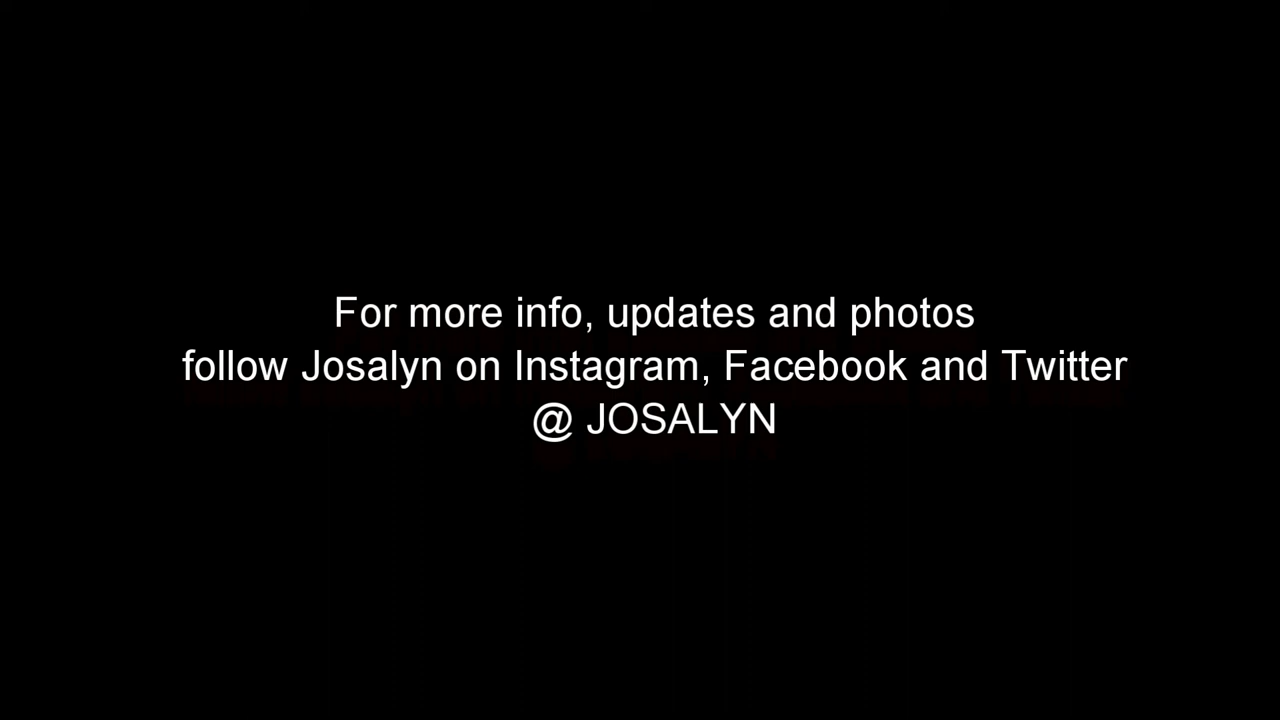 For more info, updates and photos
follow Josalyn on Instagram, Facebook and Twitter
@ JOSALYN